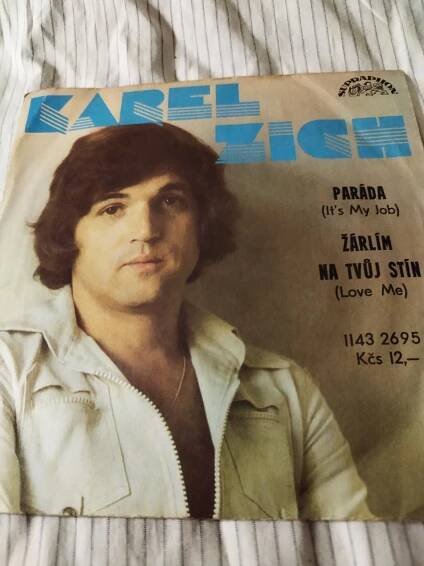 KAREL
ZICH
SUPRAPHON
PARÁDA
(It's My Job)
ŽÁRLÍM
NA TVŮJ STÍN
(Love Me)
1143 2695
Kčs 12,–